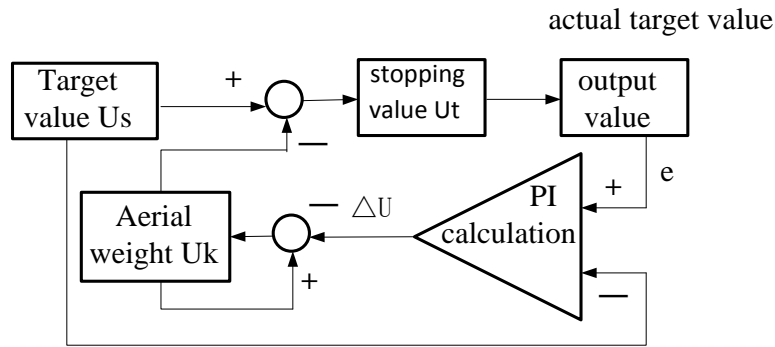 actual target value
Target
value Us
+
−
stopping
value Ut
output
value
e
+
−
PI
calculation
− △U
+
Aerial
weight Uk